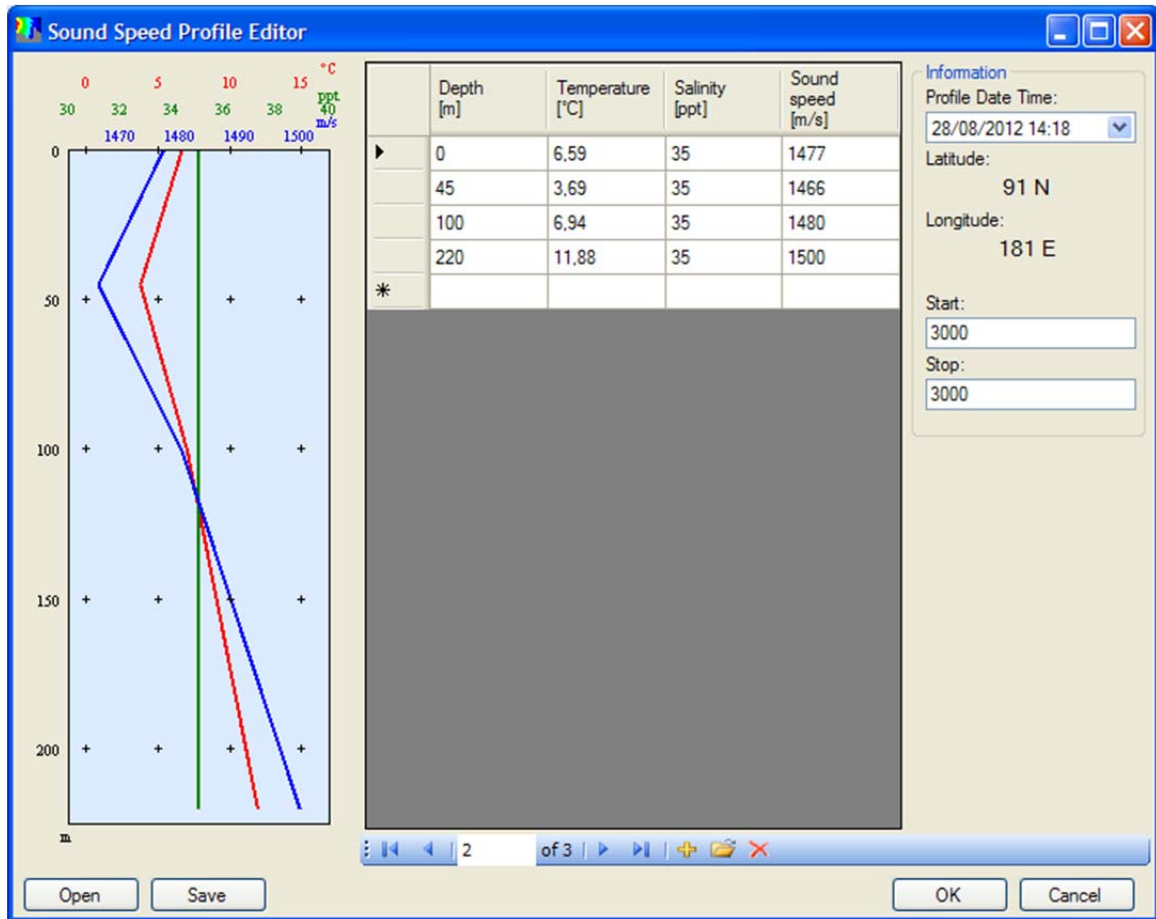 Sound Speed Profile Editor
0 5 10 15 °C
30 32 34 36 38 40 ppt
1470 1480 1490 1500 m/s
0
50
100
150
200
m
Depth [m] Temperature [°C] Salinity [ppt] Sound speed [m/s]
0 6,59 35 1477
45 3,69 35 1466
100 6,94 35 1480
220 11,88 35 1500
2 of 3
Information
Profile Date Time:
28/08/2012 14:18
Latitude:
91 N
Longitude:
181 E
Start:
3000
Stop:
3000
Open Save OK Cancel